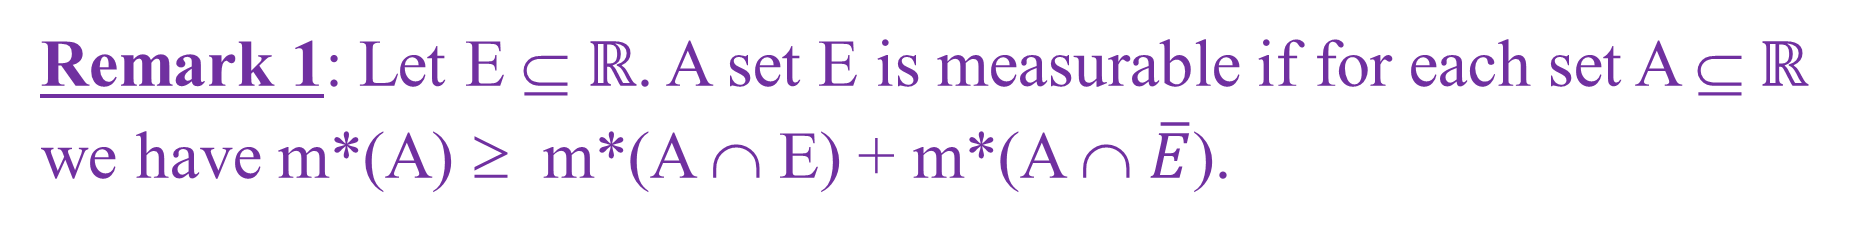 Remark 1: Let E ⊆ ℝ. A set E is measurable if for each set A ⊆ ℝ
we have m*(A) ≥ m*(A ∩ E) + m*(A ∩ E̅).